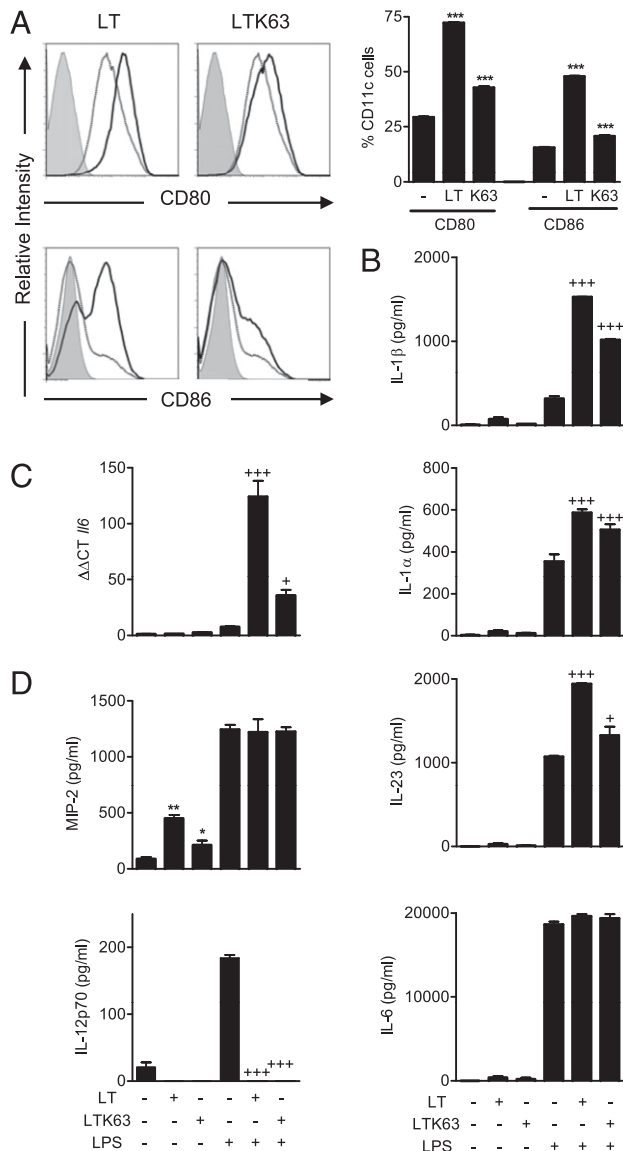 A
LT
LTK63
Relative Intensity
CD80
CD86
% CD11c cells
75
50
25
0
***
***
***
***
- LT K63 - LT K63
CD80 CD86
B
IL-1β (pg/ml)
2000
1000
0
+++
+++
C
ΔΔCT Il6
150
100
50
0
+++
+
IL-1α (pg/ml)
800
600
400
200
0
+++
+++
D
MIP-2 (pg/ml)
1500
1000
500
0
**
*
IL-23 (pg/ml)
2000
1000
0
+++
+
IL-12p70 (pg/ml)
200
100
0
+++
+++
LT - + - - + -
LTK63 - - + - - +
LPS - - - + + +
IL-6 (pg/ml)
20000
10000
0
LT - + - - + -
LTK63 - - + - - +
LPS - - - + + +